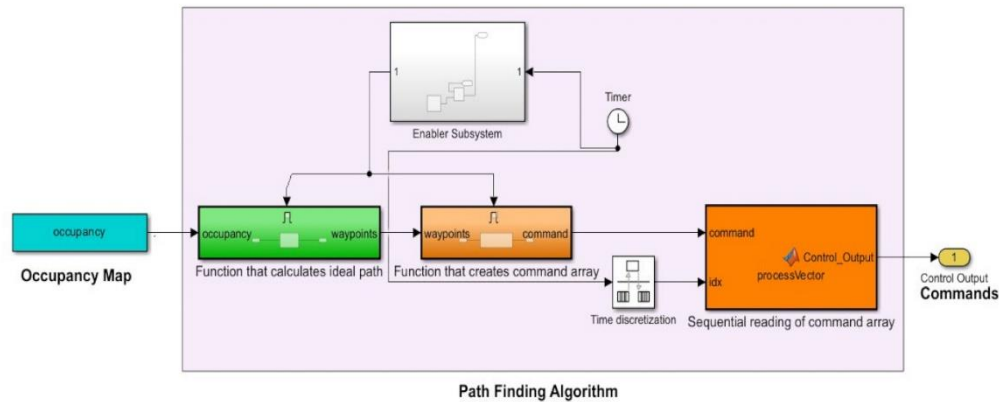 1
1
Enabler Subsystem
Timer
occupancy
Occupancy Map
occupancy
waypoints
Function that calculates ideal path
waypoints
command
Function that creates command array
Time discretization
command
idx
Control_Output
processVector
Sequential reading of command array
1
Control Output
Commands
Path Finding Algorithm